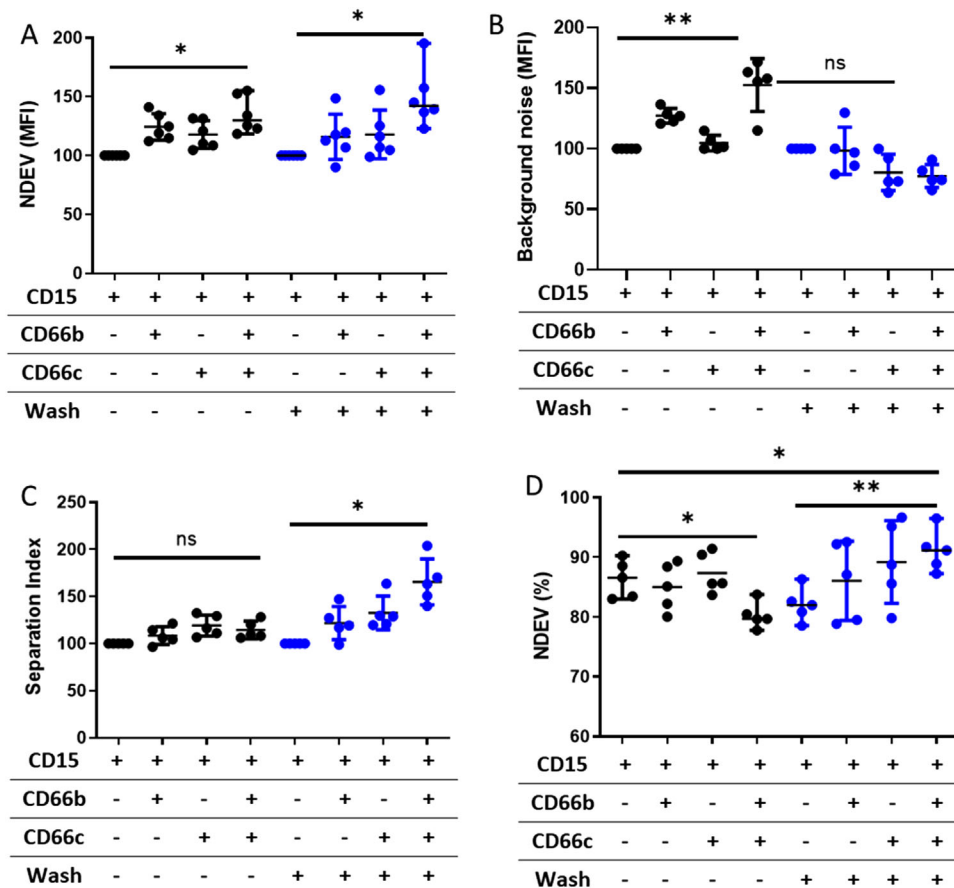 A
NDEV (MFI)
200
150
100
50
0
*
*
CD15 + + + + + + + +
CD66b - + - + - + - +
CD66c - - + + - - + +
Wash - - - - + + + +
B
Background noise (MFI)
200
150
100
50
0
**
ns
CD15 + + + + + + + +
CD66b - + - + - + - +
CD66c - - + + - - + +
Wash - - - - + + + +
C
Separation Index
250
200
150
100
50
0
ns
*
CD15 + + + + + + + +
CD66b - + - + - + - +
CD66c - - + + - - + +
Wash - - - - + + + +
D
NDEV (%)
100
90
80
70
60
*
*
**
CD15 + + + + + + + +
CD66b - + - + - + - +
CD66c - - + + - - + +
Wash - - - - + + + +